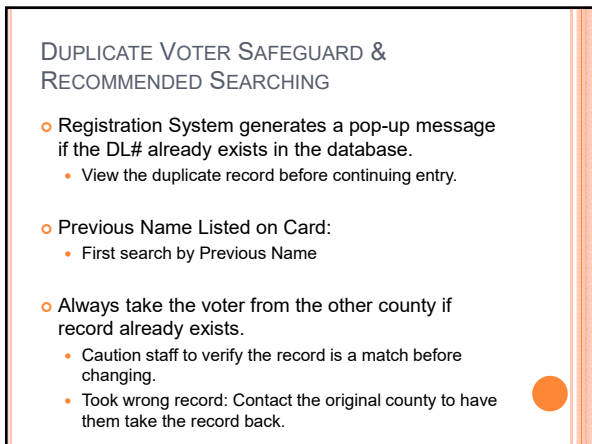 DUPLICATE VOTER SAFEGUARD &
RECOMMENDED SEARCHING
Registration System generates a pop-up message
if the DL# already exists in the database.
View the duplicate record before continuing entry.
Previous Name Listed on Card:
First search by Previous Name
Always take the voter from the other county if
record already exists.
Caution staff to verify the record is a match before
changing.
Took wrong record: Contact the original county to have
them take the record back.